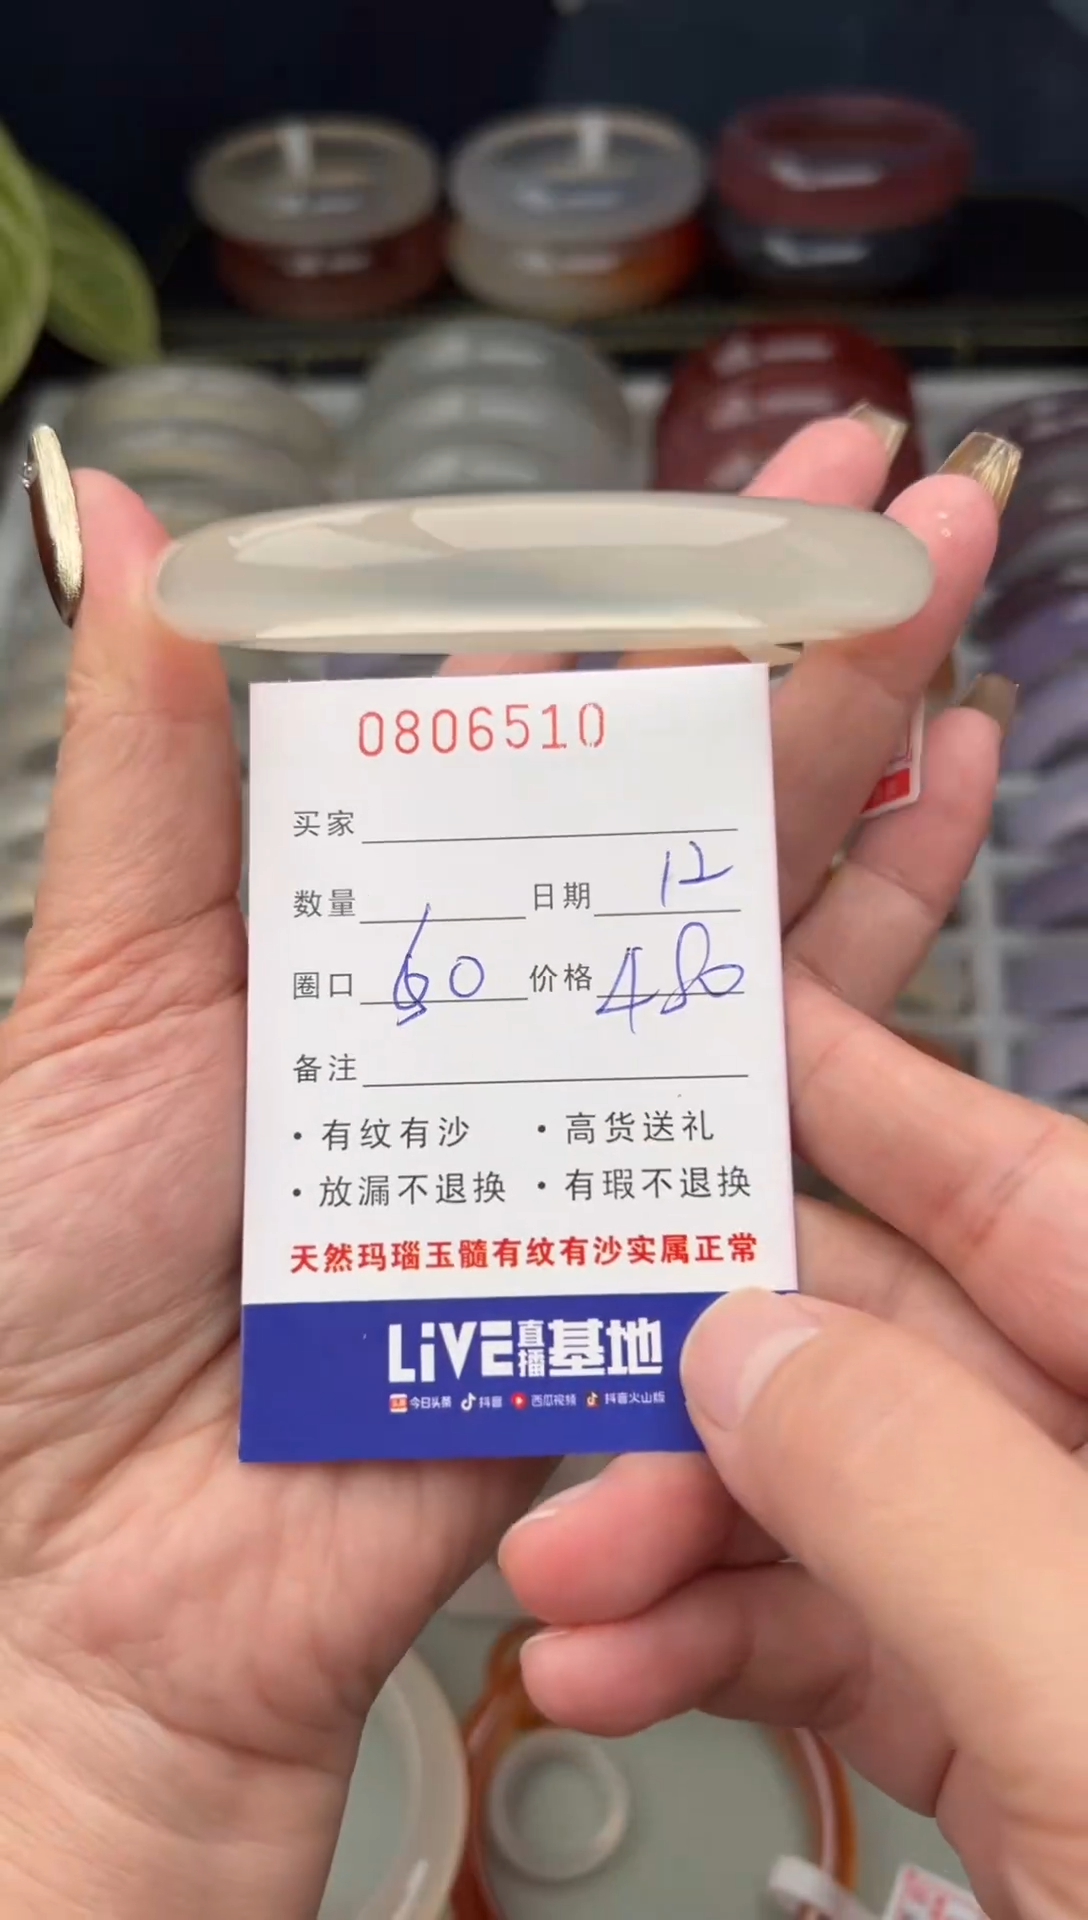 0806510
买家
数量 日期 12
圈口 60 价格 480
备注
· 有纹有沙 · 高货送礼
· 放漏不退换 · 有瑕不退换
天然玛瑙玉髓有纹有沙实属正常
LiVE直播基地
头条 今日头条 抖音 西瓜视频 抖音火山版